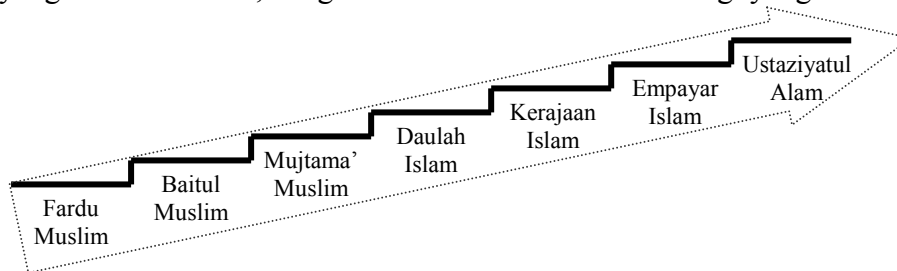 Fardu
Muslim
Baitul
Muslim
Mujtama’
Muslim
Daulah
Islam
Kerajaan
Islam
Empayar
Islam
Ustaziyatul
Alam